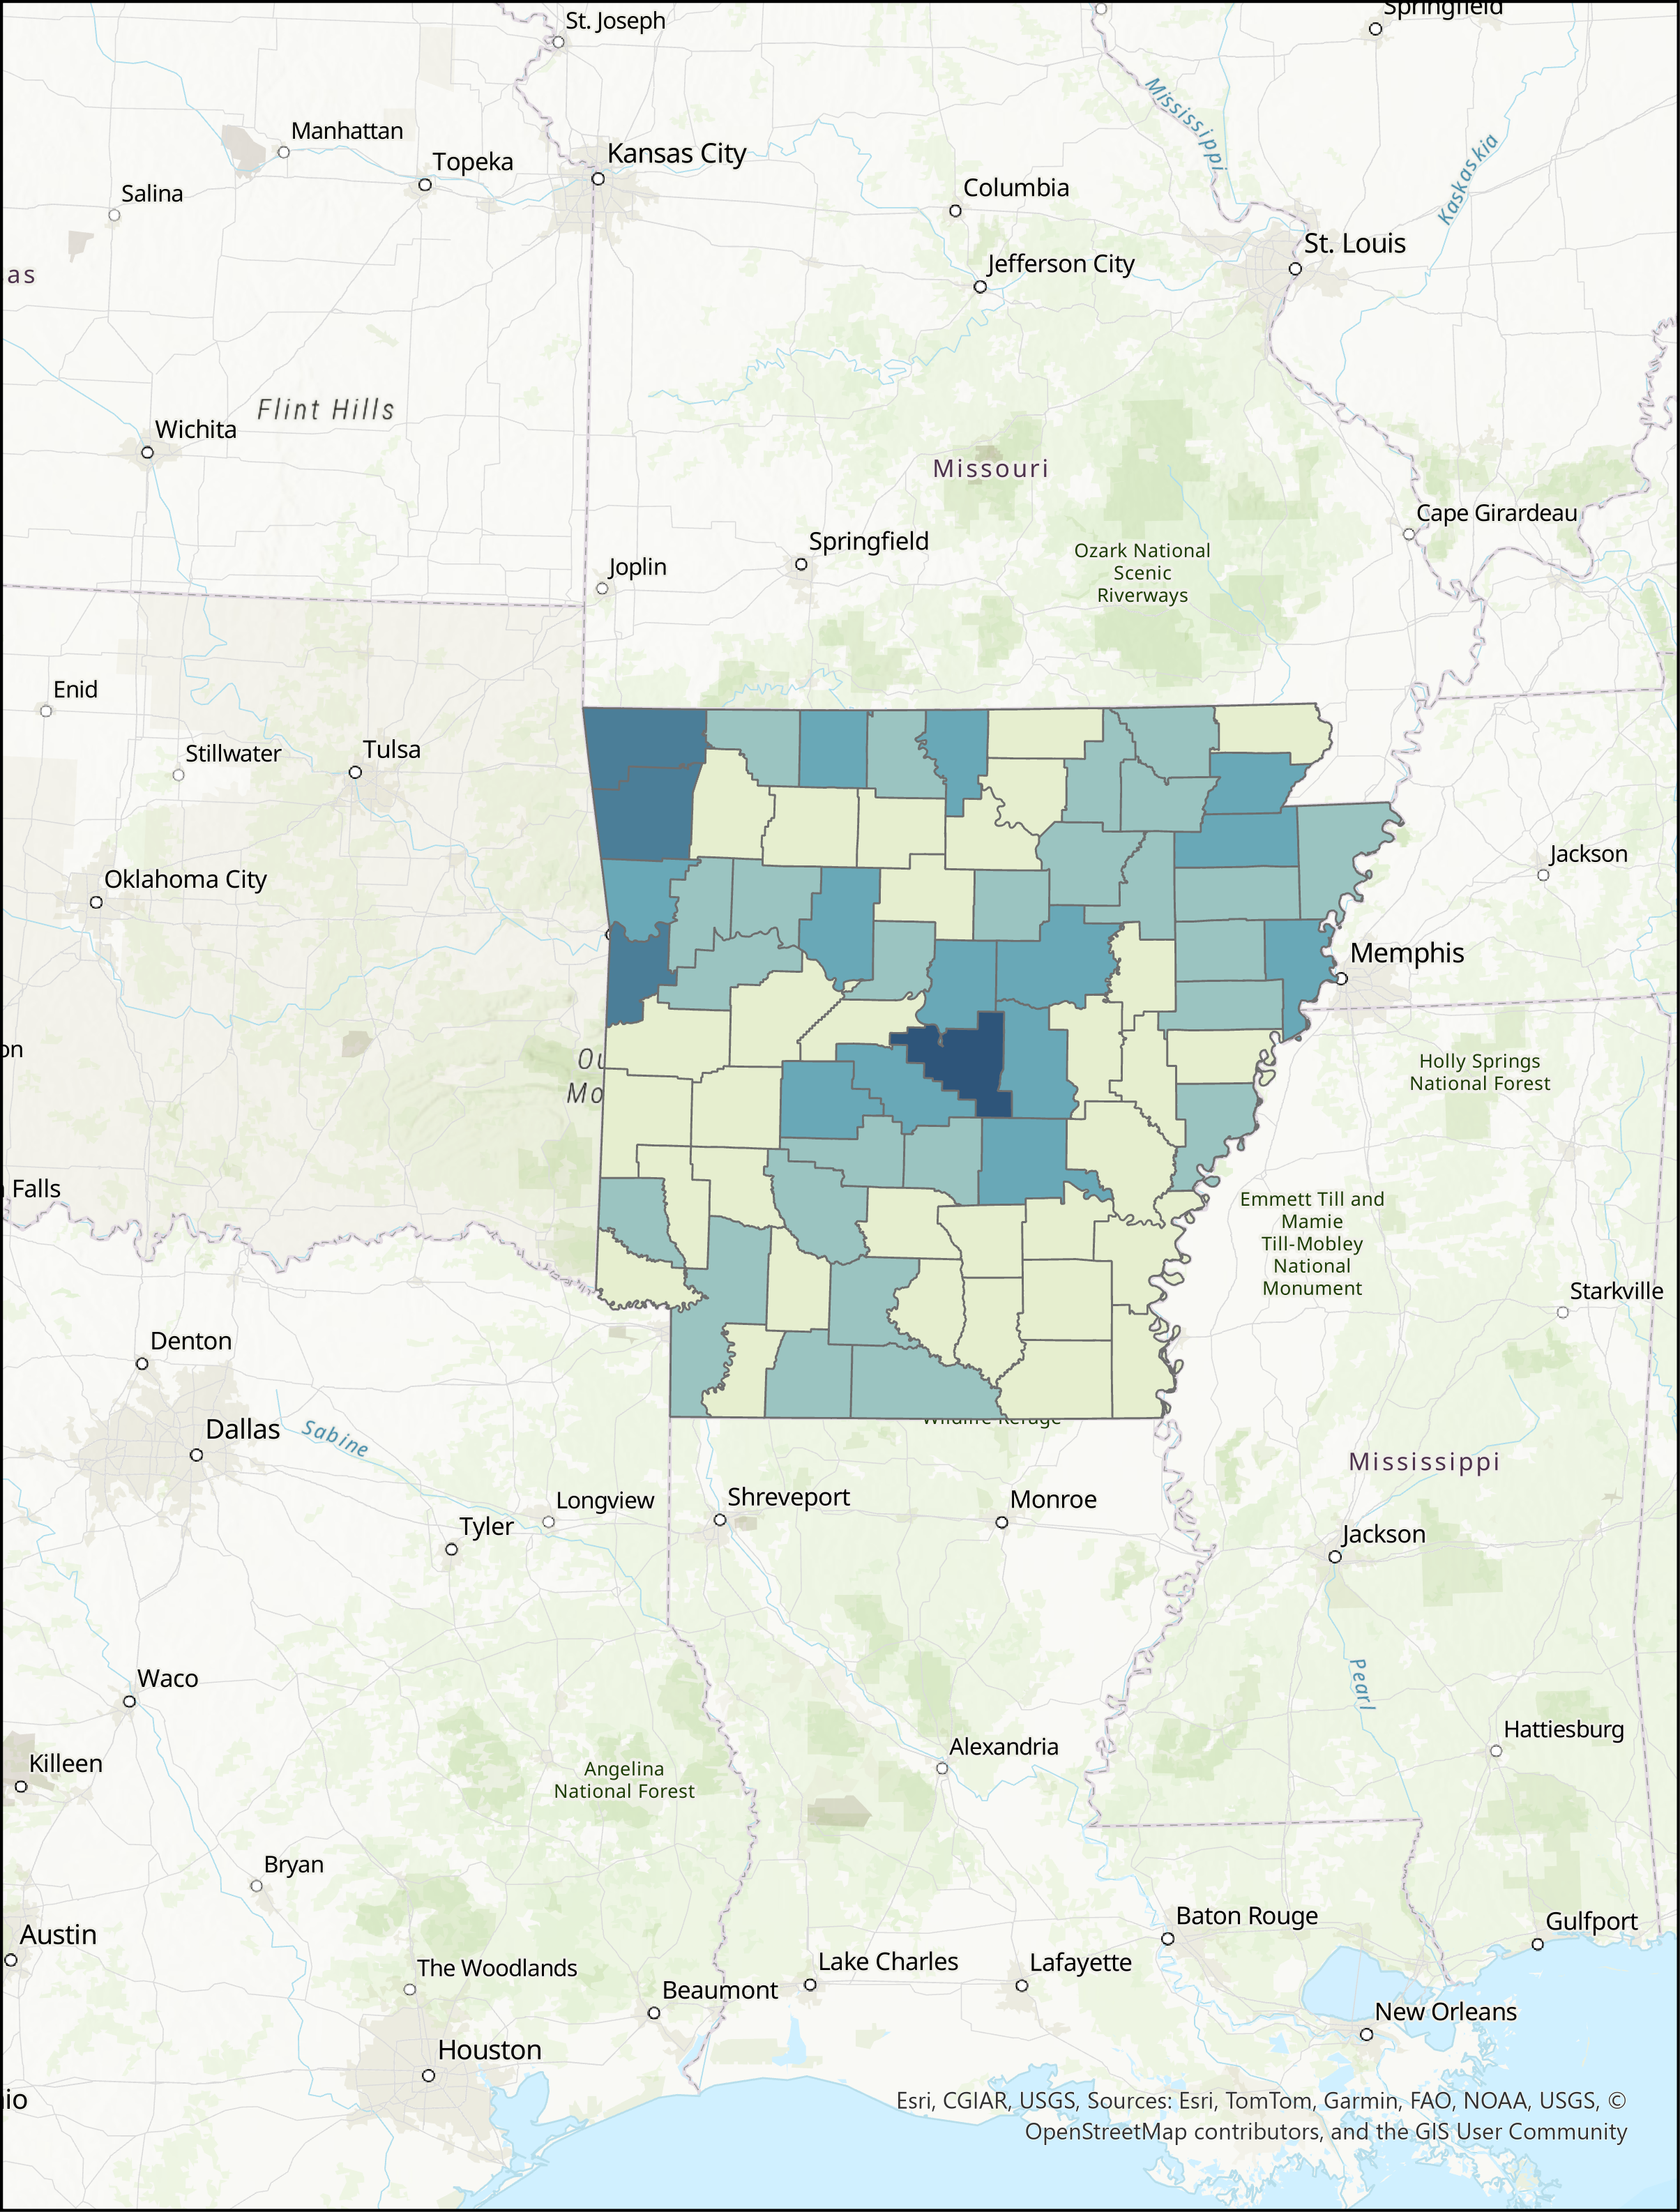 St. Joseph
Springfield
Manhattan
Topeka
Kansas City
Salina
Columbia
Mississippi
Kaskaskia
St. Louis
Jefferson City
as
Flint Hills
Wichita
Missouri
Cape Girardeau
Springfield
Joplin
Ozark National
Scenic
Riverways
Enid
Stillwater
Tulsa
Oklahoma City
Jackson
Memphis
on
Holly Springs
National Forest
Ou
Mo
Falls
Emmett Till and
Mamie
Till-Mobley
National
Monument
Starkville
Denton
Dallas
Sabine
Wildlife Refuge
Mississippi
Longview
Shreveport
Monroe
Tyler
Jackson
Waco
Pearl
Hattiesburg
Killeen
Alexandria
Angelina
National Forest
Bryan
Austin
Baton Rouge
Gulfport
The Woodlands
Lake Charles
Lafayette
Beaumont
New Orleans
Houston
io
Esri, CGIAR, USGS, Sources: Esri, TomTom, Garmin, FAO, NOAA, USGS, ©
OpenStreetMap contributors, and the GIS User Community